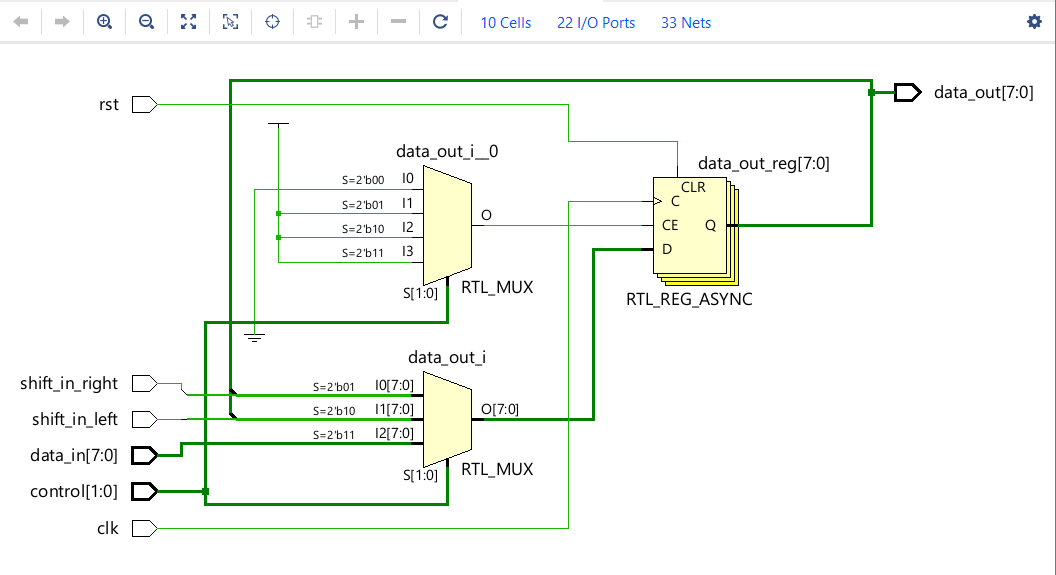 10 Cells 22 I/O Ports 33 Nets
data_out[7:0]
rst
data_out_i__0
data_out_reg[7:0]
S=2'b00 I0
S=2'b01 I1
S=2'b10 I2
S=2'b11 I3
O
S[1:0]
RTL_MUX
CLR
C
CE Q
D
RTL_REG_ASYNC
data_out_i
shift_in_right
S=2'b01 I0[7:0]
shift_in_left
S=2'b10 I1[7:0]
O[7:0]
data_in[7:0]
S=2'b11 I2[7:0]
S[1:0]
RTL_MUX
control[1:0]
clk